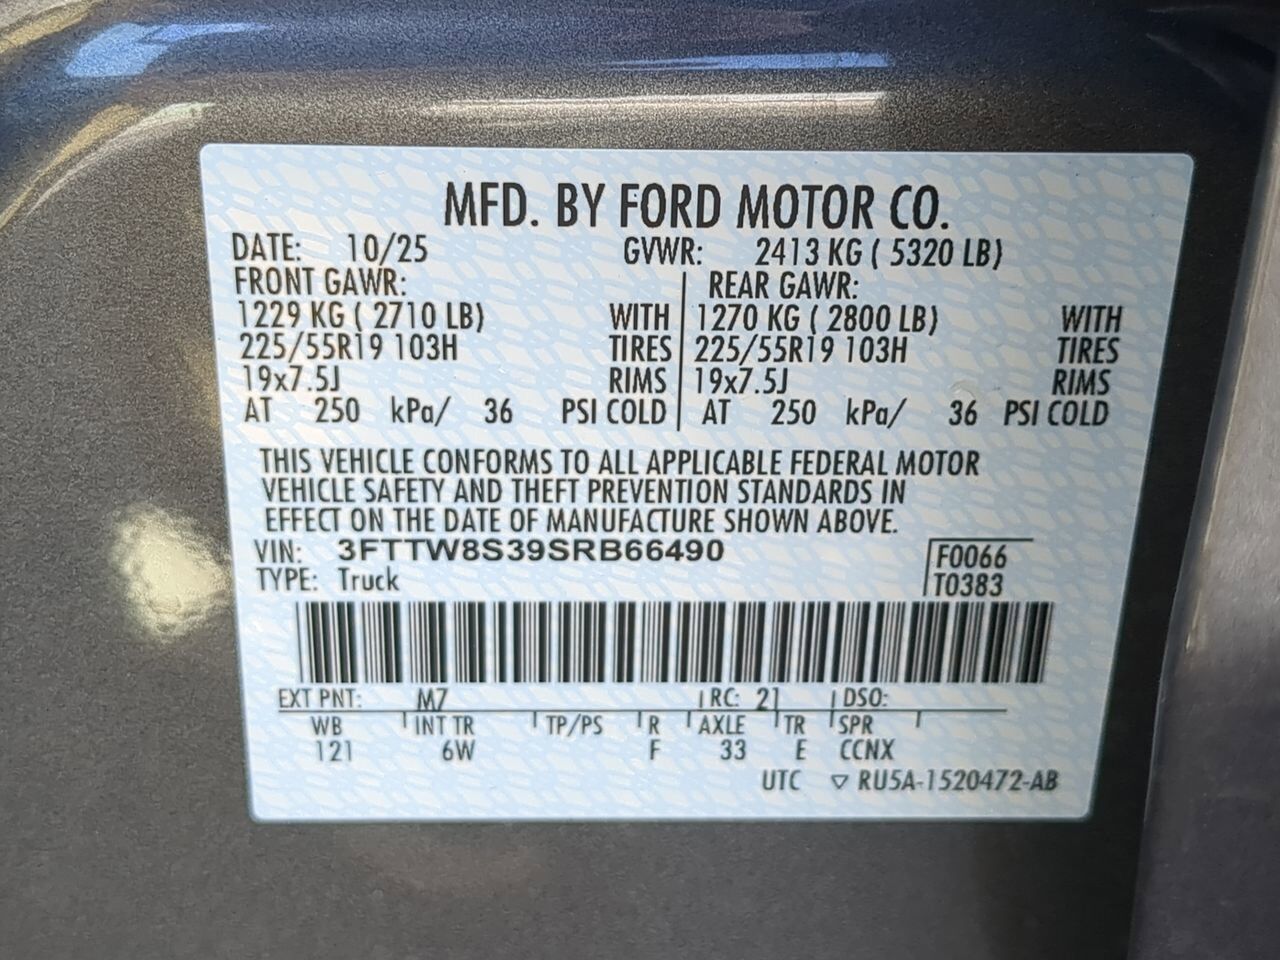 MFD. BY FORD MOTOR CO.
DATE: 10/25 GVWR: 2413 KG ( 5320 LB)
FRONT GAWR: REAR GAWR:
1229 KG ( 2710 LB) WITH 1270 KG ( 2800 LB) WITH
225/55R19 103H TIRES 225/55R19 103H TIRES
19x7.5J RIMS 19x7.5J RIMS
AT 250 kPa/ 36 PSI COLD AT 250 kPa/ 36 PSI COLD
THIS VEHICLE CONFORMS TO ALL APPLICABLE FEDERAL MOTOR
VEHICLE SAFETY AND THEFT PREVENTION STANDARDS IN
EFFECT ON THE DATE OF MANUFACTURE SHOWN ABOVE.
VIN: 3FTTW8S39SRB66490 F0066
TYPE: Truck T0383
EXT PNT: M7 RC: 21 DSO:
WB INT TR TP/PS R AXLE TR SPR
121 6W F 33 E CCNX
UTC ▽ RU5A-1520472-AB